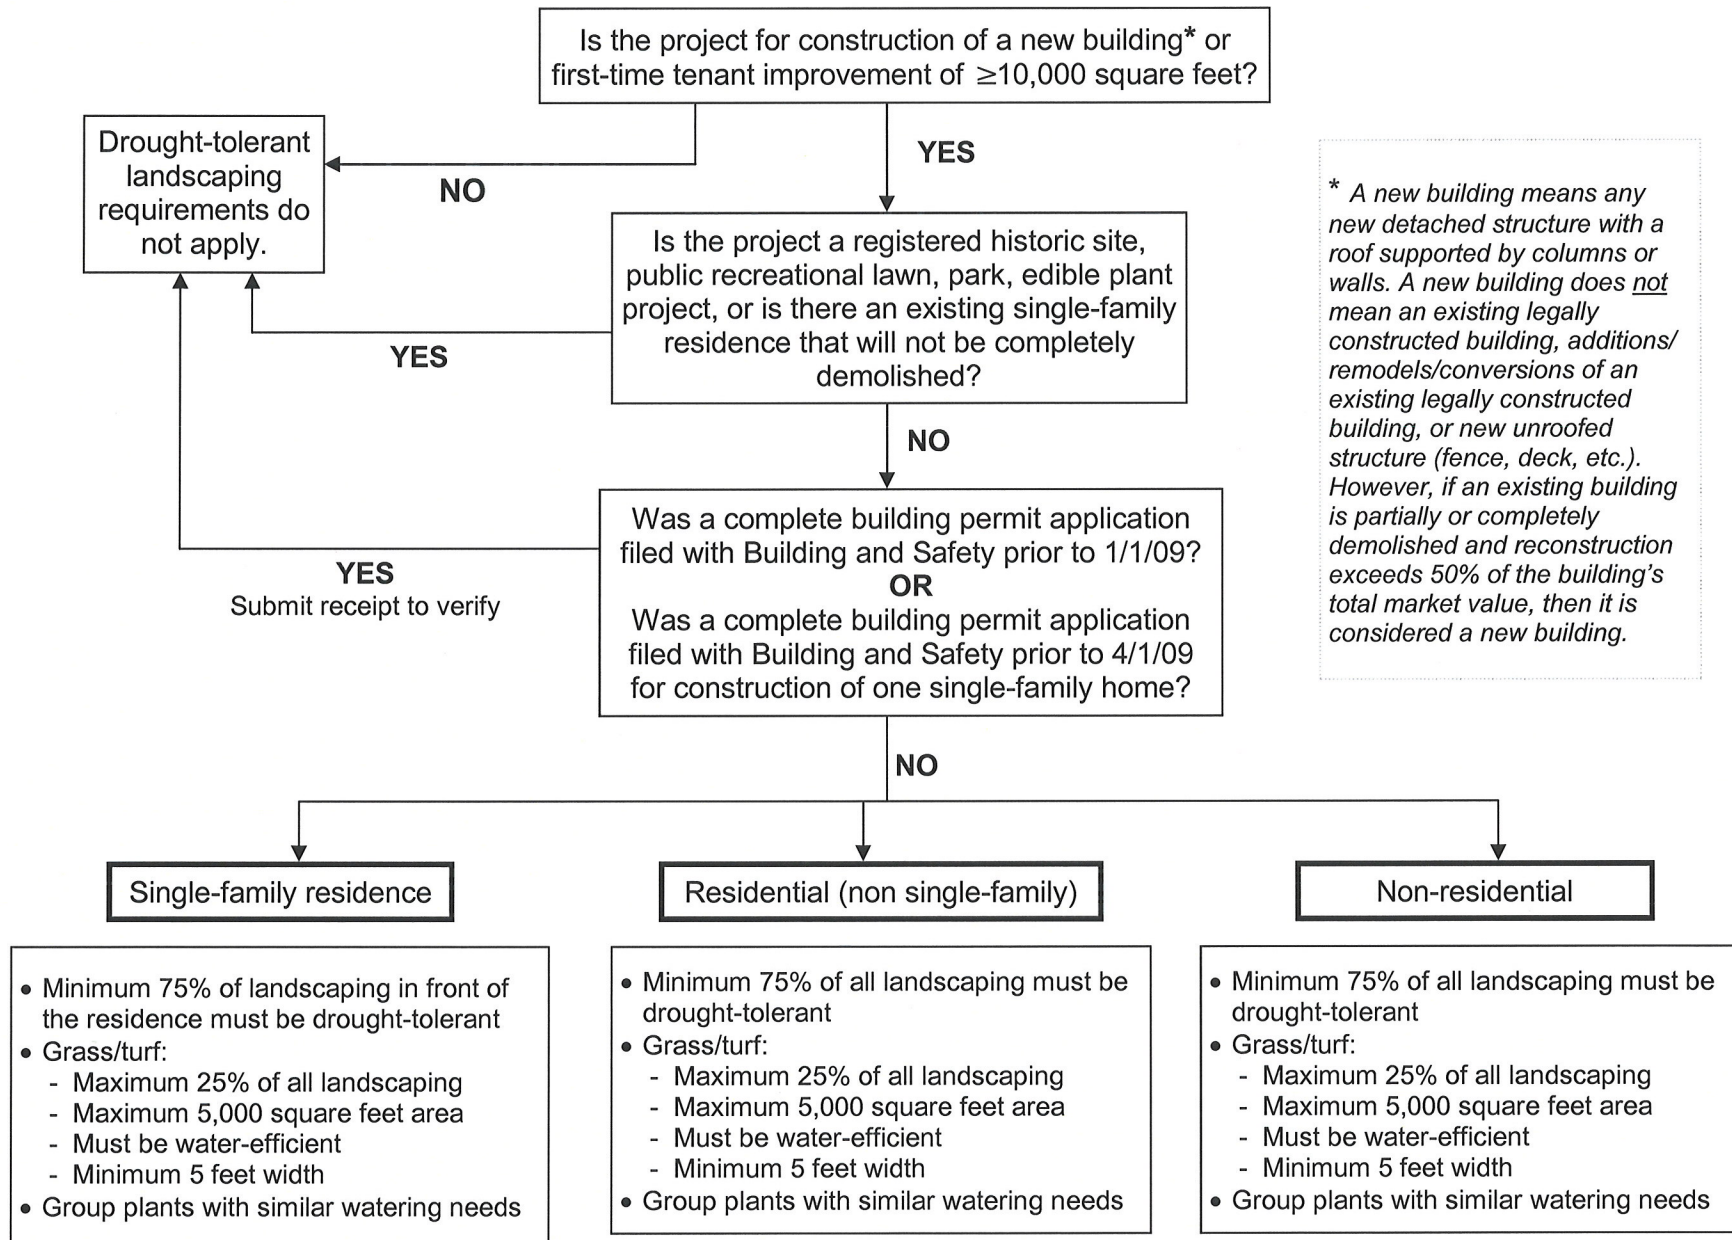 Is the project for construction of a new building* or
first-time tenant improvement of ≥10,000 square feet?
Drought-tolerant
landscaping
requirements do
not apply.
NO
YES
Is the project a registered historic site,
public recreational lawn, park, edible plant
project, or is there an existing single-family
residence that will not be completely
demolished?
YES
NO
Was a complete building permit application
filed with Building and Safety prior to 1/1/09?
OR
Was a complete building permit application
filed with Building and Safety prior to 4/1/09
for construction of one single-family home?
YES
Submit receipt to verify
NO
* A new building means any
new detached structure with a
roof supported by columns or
walls. A new building does not
mean an existing legally
constructed building, additions/
remodels/conversions of an
existing legally constructed
building, or new unroofed
structure (fence, deck, etc.).
However, if an existing building
is partially or completely
demolished and reconstruction
exceeds 50% of the building's
total market value, then it is
considered a new building.
Single-family residence
• Minimum 75% of landscaping in front of
the residence must be drought-tolerant
• Grass/turf:
- Maximum 25% of all landscaping
- Maximum 5,000 square feet area
- Must be water-efficient
- Minimum 5 feet width
• Group plants with similar watering needs
Residential (non single-family)
• Minimum 75% of all landscaping must be
drought-tolerant
• Grass/turf:
- Maximum 25% of all landscaping
- Maximum 5,000 square feet area
- Must be water-efficient
- Minimum 5 feet width
• Group plants with similar watering needs
Non-residential
• Minimum 75% of all landscaping must be
drought-tolerant
• Grass/turf:
- Maximum 25% of all landscaping
- Maximum 5,000 square feet area
- Must be water-efficient
- Minimum 5 feet width
• Group plants with similar watering needs